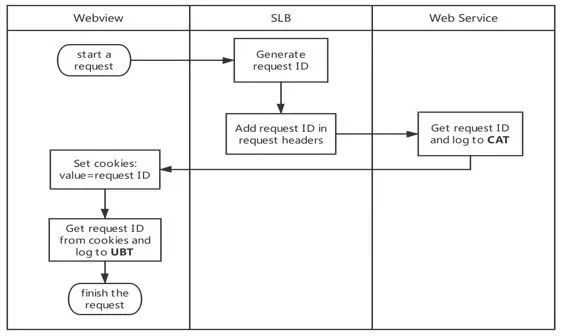 Webview
SLB
Web Service
start a
request
Generate
request ID
Add request ID in
request headers
Get request ID
and log to CAT
Set cookies:
value=request ID
Get request ID
from cookies and
log to UBT
finish the
request